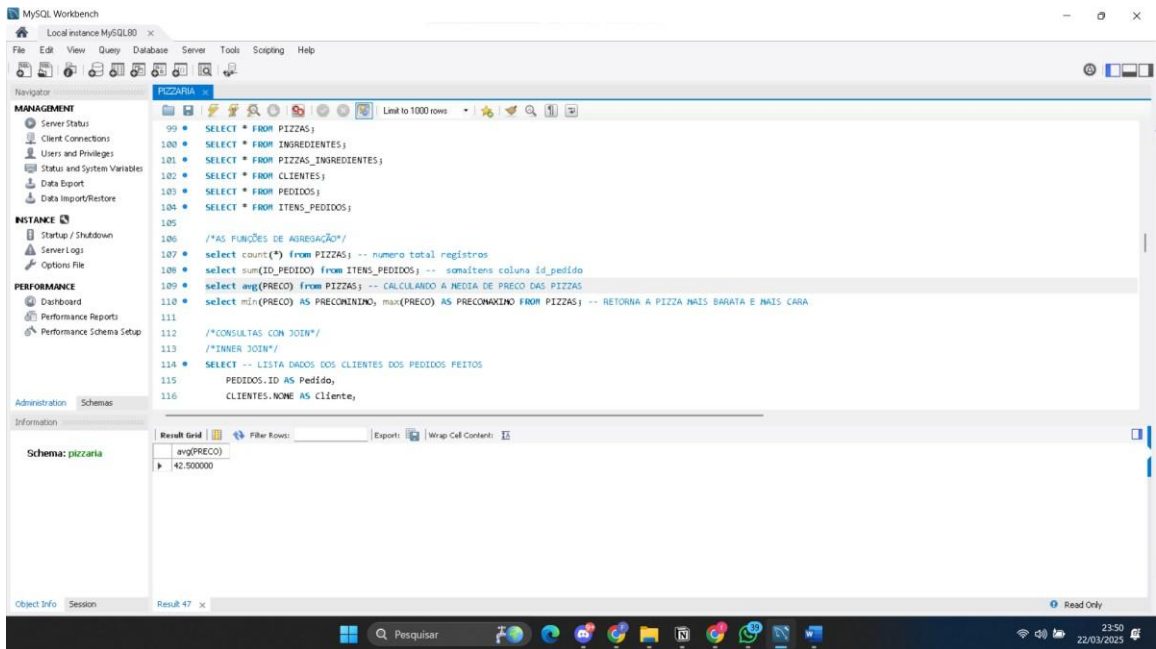 MySQL Workbench
Local instance MySQL80 ×
File Edit View Query Database Server Tools Scripting Help
Navigator
PIZZARIA ×
MANAGEMENT
Server Status
Client Connections
Users and Privileges
Status and System Variables
Data Export
Data Import/Restore
INSTANCE
Startup / Shutdown
Server Logs
Options File
PERFORMANCE
Dashboard
Performance Reports
Performance Schema Setup
Administration Schemas
Limit to 1000 rows
99 SELECT * FROM PIZZAS;
100 SELECT * FROM INGREDIENTES;
101 SELECT * FROM PIZZAS_INGREDIENTES;
102 SELECT * FROM CLIENTES;
103 SELECT * FROM PEDIDOS;
104 SELECT * FROM ITENS_PEDIDOS;
105
106 /*AS FUNÇÕES DE AGREGAÇÃO*/
107 select count(*) from PIZZAS; -- numero total registros
108 select sum(ID_PEDIDO) from ITENS_PEDIDOS; -- somaitens coluna id_pedido
109 select avg(PRECO) from PIZZAS; -- CALCULANDO A MEDIA DE PRECO DAS PIZZAS
110 select min(PRECO) AS PRECOMINIMO, max(PRECO) AS PRECOMAXIMO FROM PIZZAS; -- RETORNA A PIZZA MAIS BARATA E MAIS CARA
111
112 /*CONSULTAS COM JOIN*/
113 /*INNER JOIN*/
114 SELECT -- LISTA DADOS DOS CLIENTES DOS PEDIDOS FEITOS
115 PEDIDOS.ID AS Pedido,
116 CLIENTES.NOME AS Cliente,
Information
Schema: pizzaria
Object Info Session
Result Grid Filter Rows: Export: Wrap Cell Content:
avg(PRECO)
42.500000
Result 47 ×
Read Only
Pesquisar
39
23:50
22/03/2025